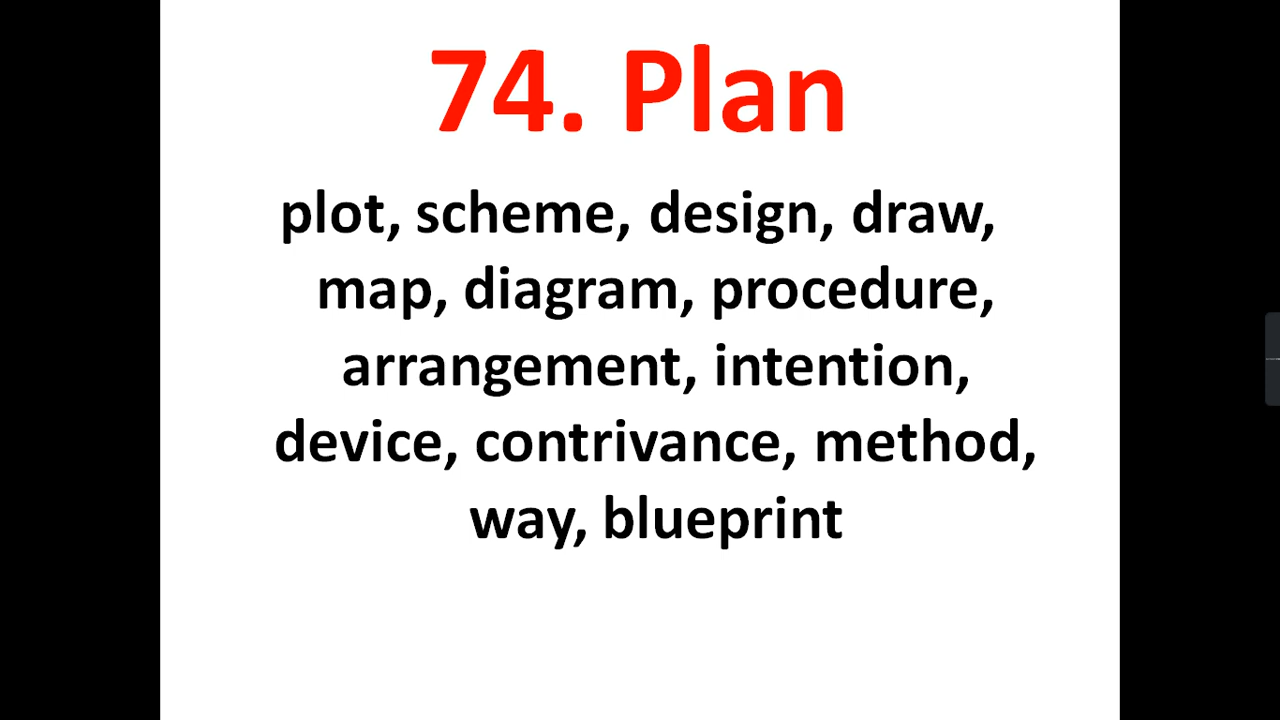 74. Plan
plot, scheme, design, draw,
map, diagram, procedure,
arrangement, intention,
device, contrivance, method,
way, blueprint